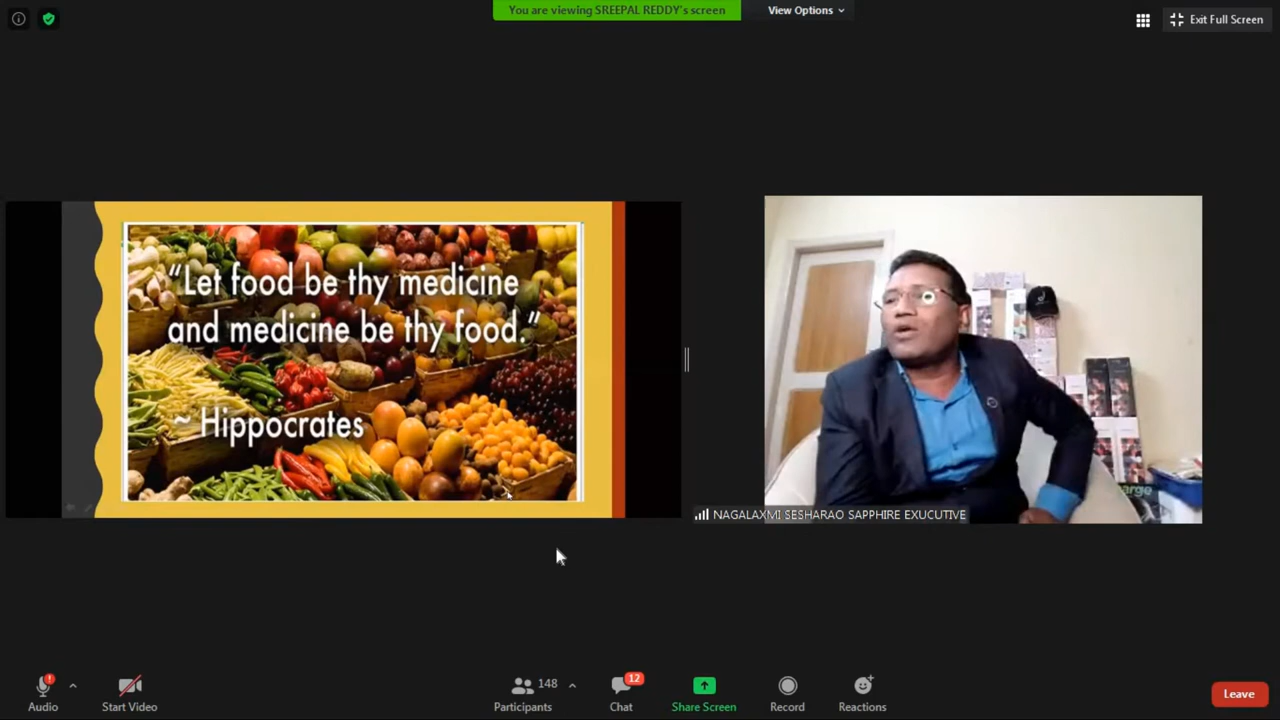 You are viewing SREEPAL REDDY's screen
View Options
Exit Full Screen
“Let food be thy medicine
and medicine be thy food.”
~ Hippocrates
NAGALAXMI SESHARAO SAPPHIRE EXUCUTIVE
Audio
Start Video
148
Participants
12
Chat
Share Screen
Record
Reactions
Leave